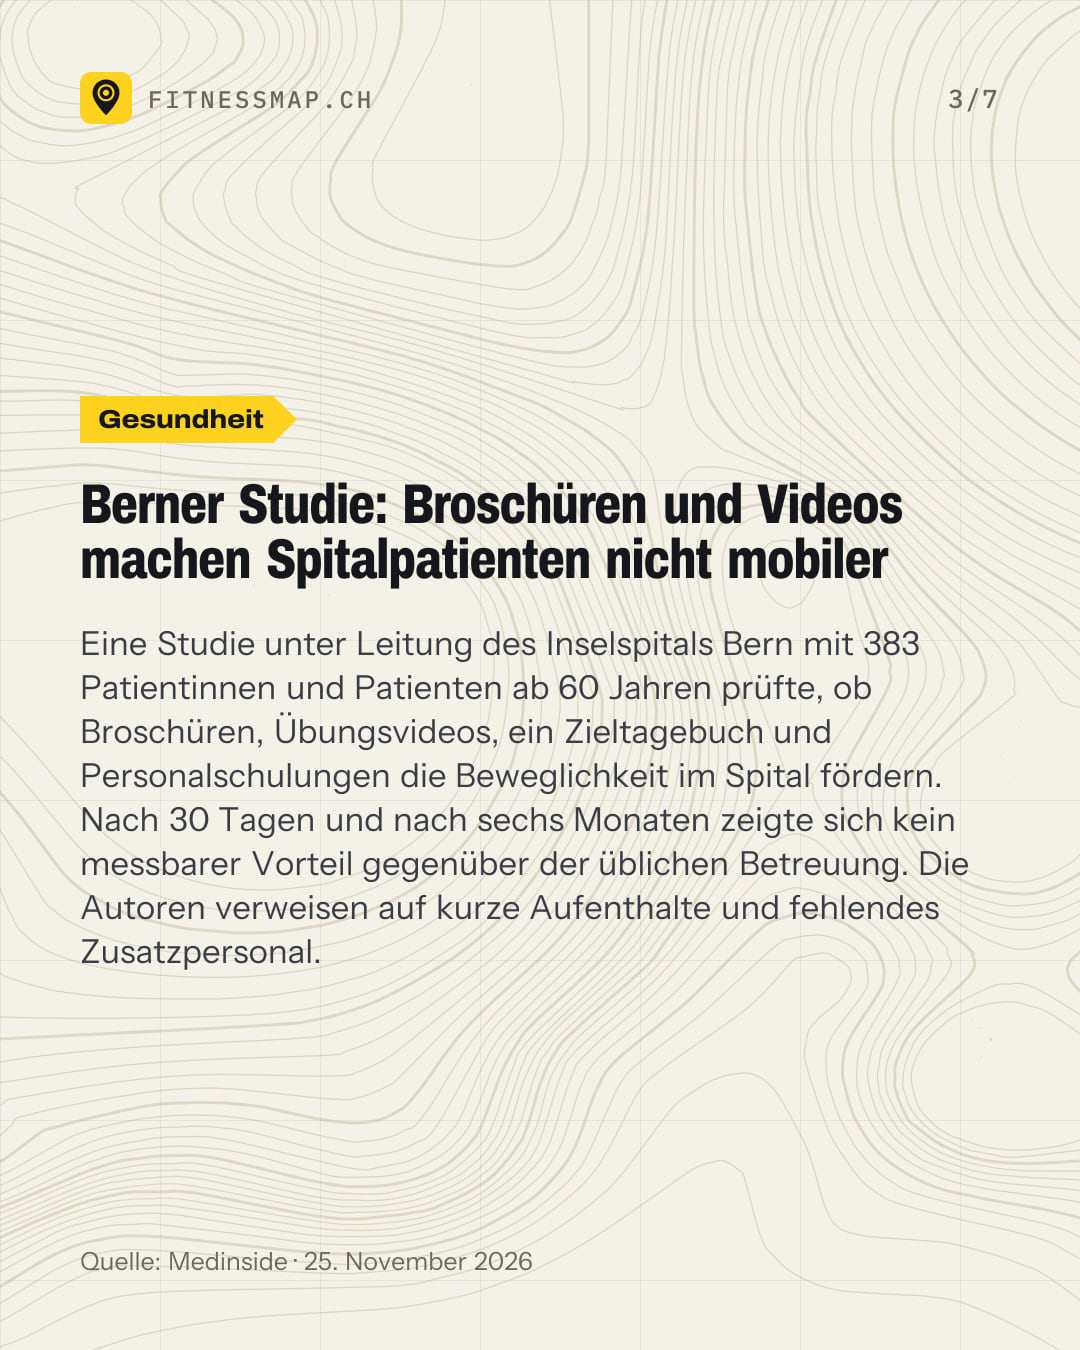 FITNESSMAP.CH
3/7
Gesundheit
Berner Studie: Broschüren und Videos
machen Spitalpatienten nicht mobiler
Eine Studie unter Leitung des Inselspitals Bern mit 383
Patientinnen und Patienten ab 60 Jahren prüfte, ob
Broschüren, Übungsvideos, ein Zieltagebuch und
Personalschulungen die Beweglichkeit im Spital fördern.
Nach 30 Tagen und nach sechs Monaten zeigte sich kein
messbarer Vorteil gegenüber der üblichen Betreuung. Die
Autoren verweisen auf kurze Aufenthalte und fehlendes
Zusatzpersonal.
Quelle: Medinside · 25. November 2026